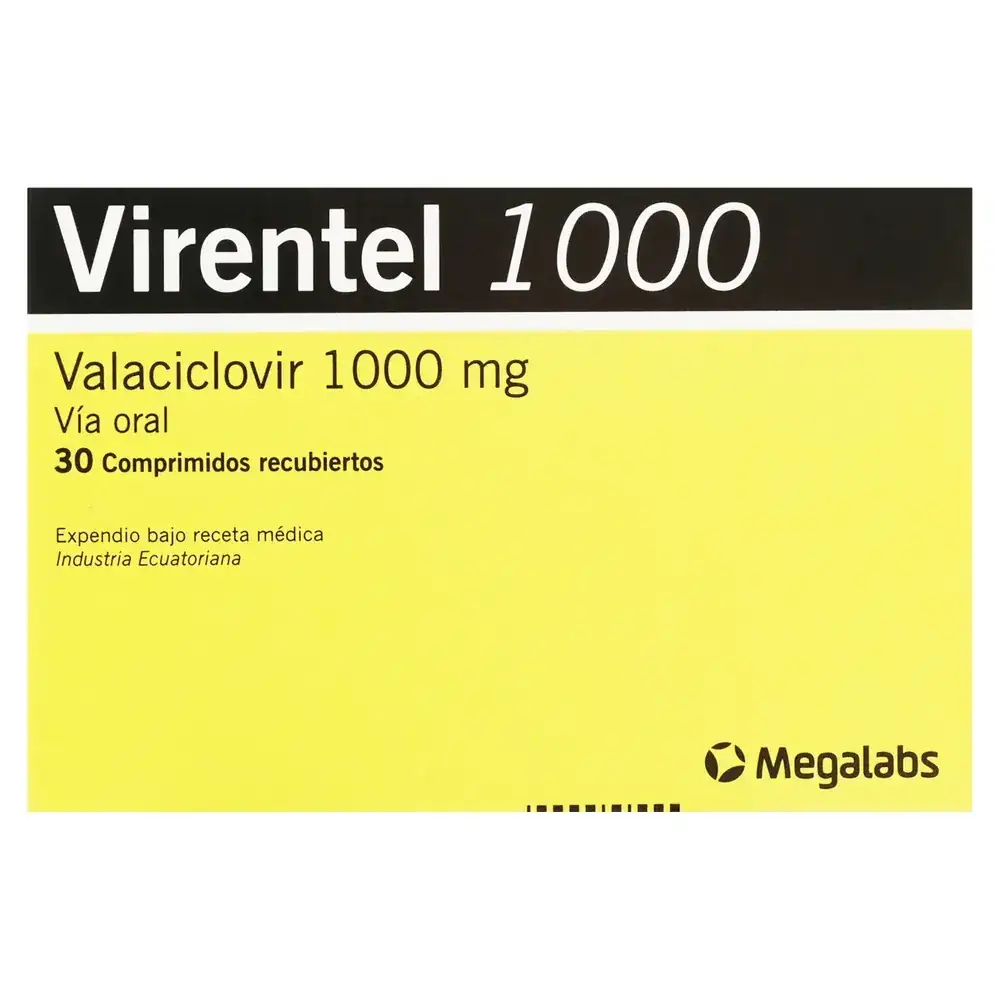 Virentel 1000
Valaciclovir 1000 mg
Vía oral
30 Comprimidos recubiertos
Expendio bajo receta médica
Industria Ecuatoriana
Megalabs